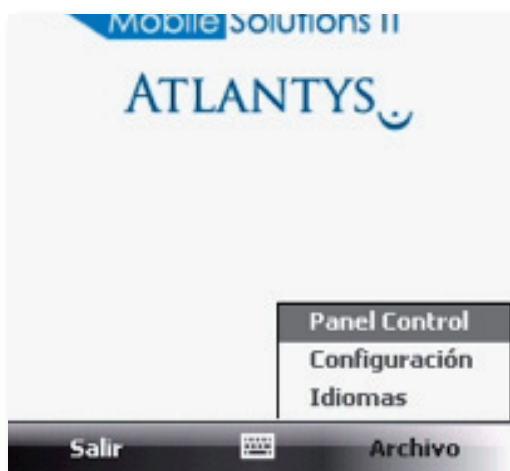 Mobile Solutions II
ATLANTYS
Panel Control
Configuración
Idiomas
Salir
Archivo